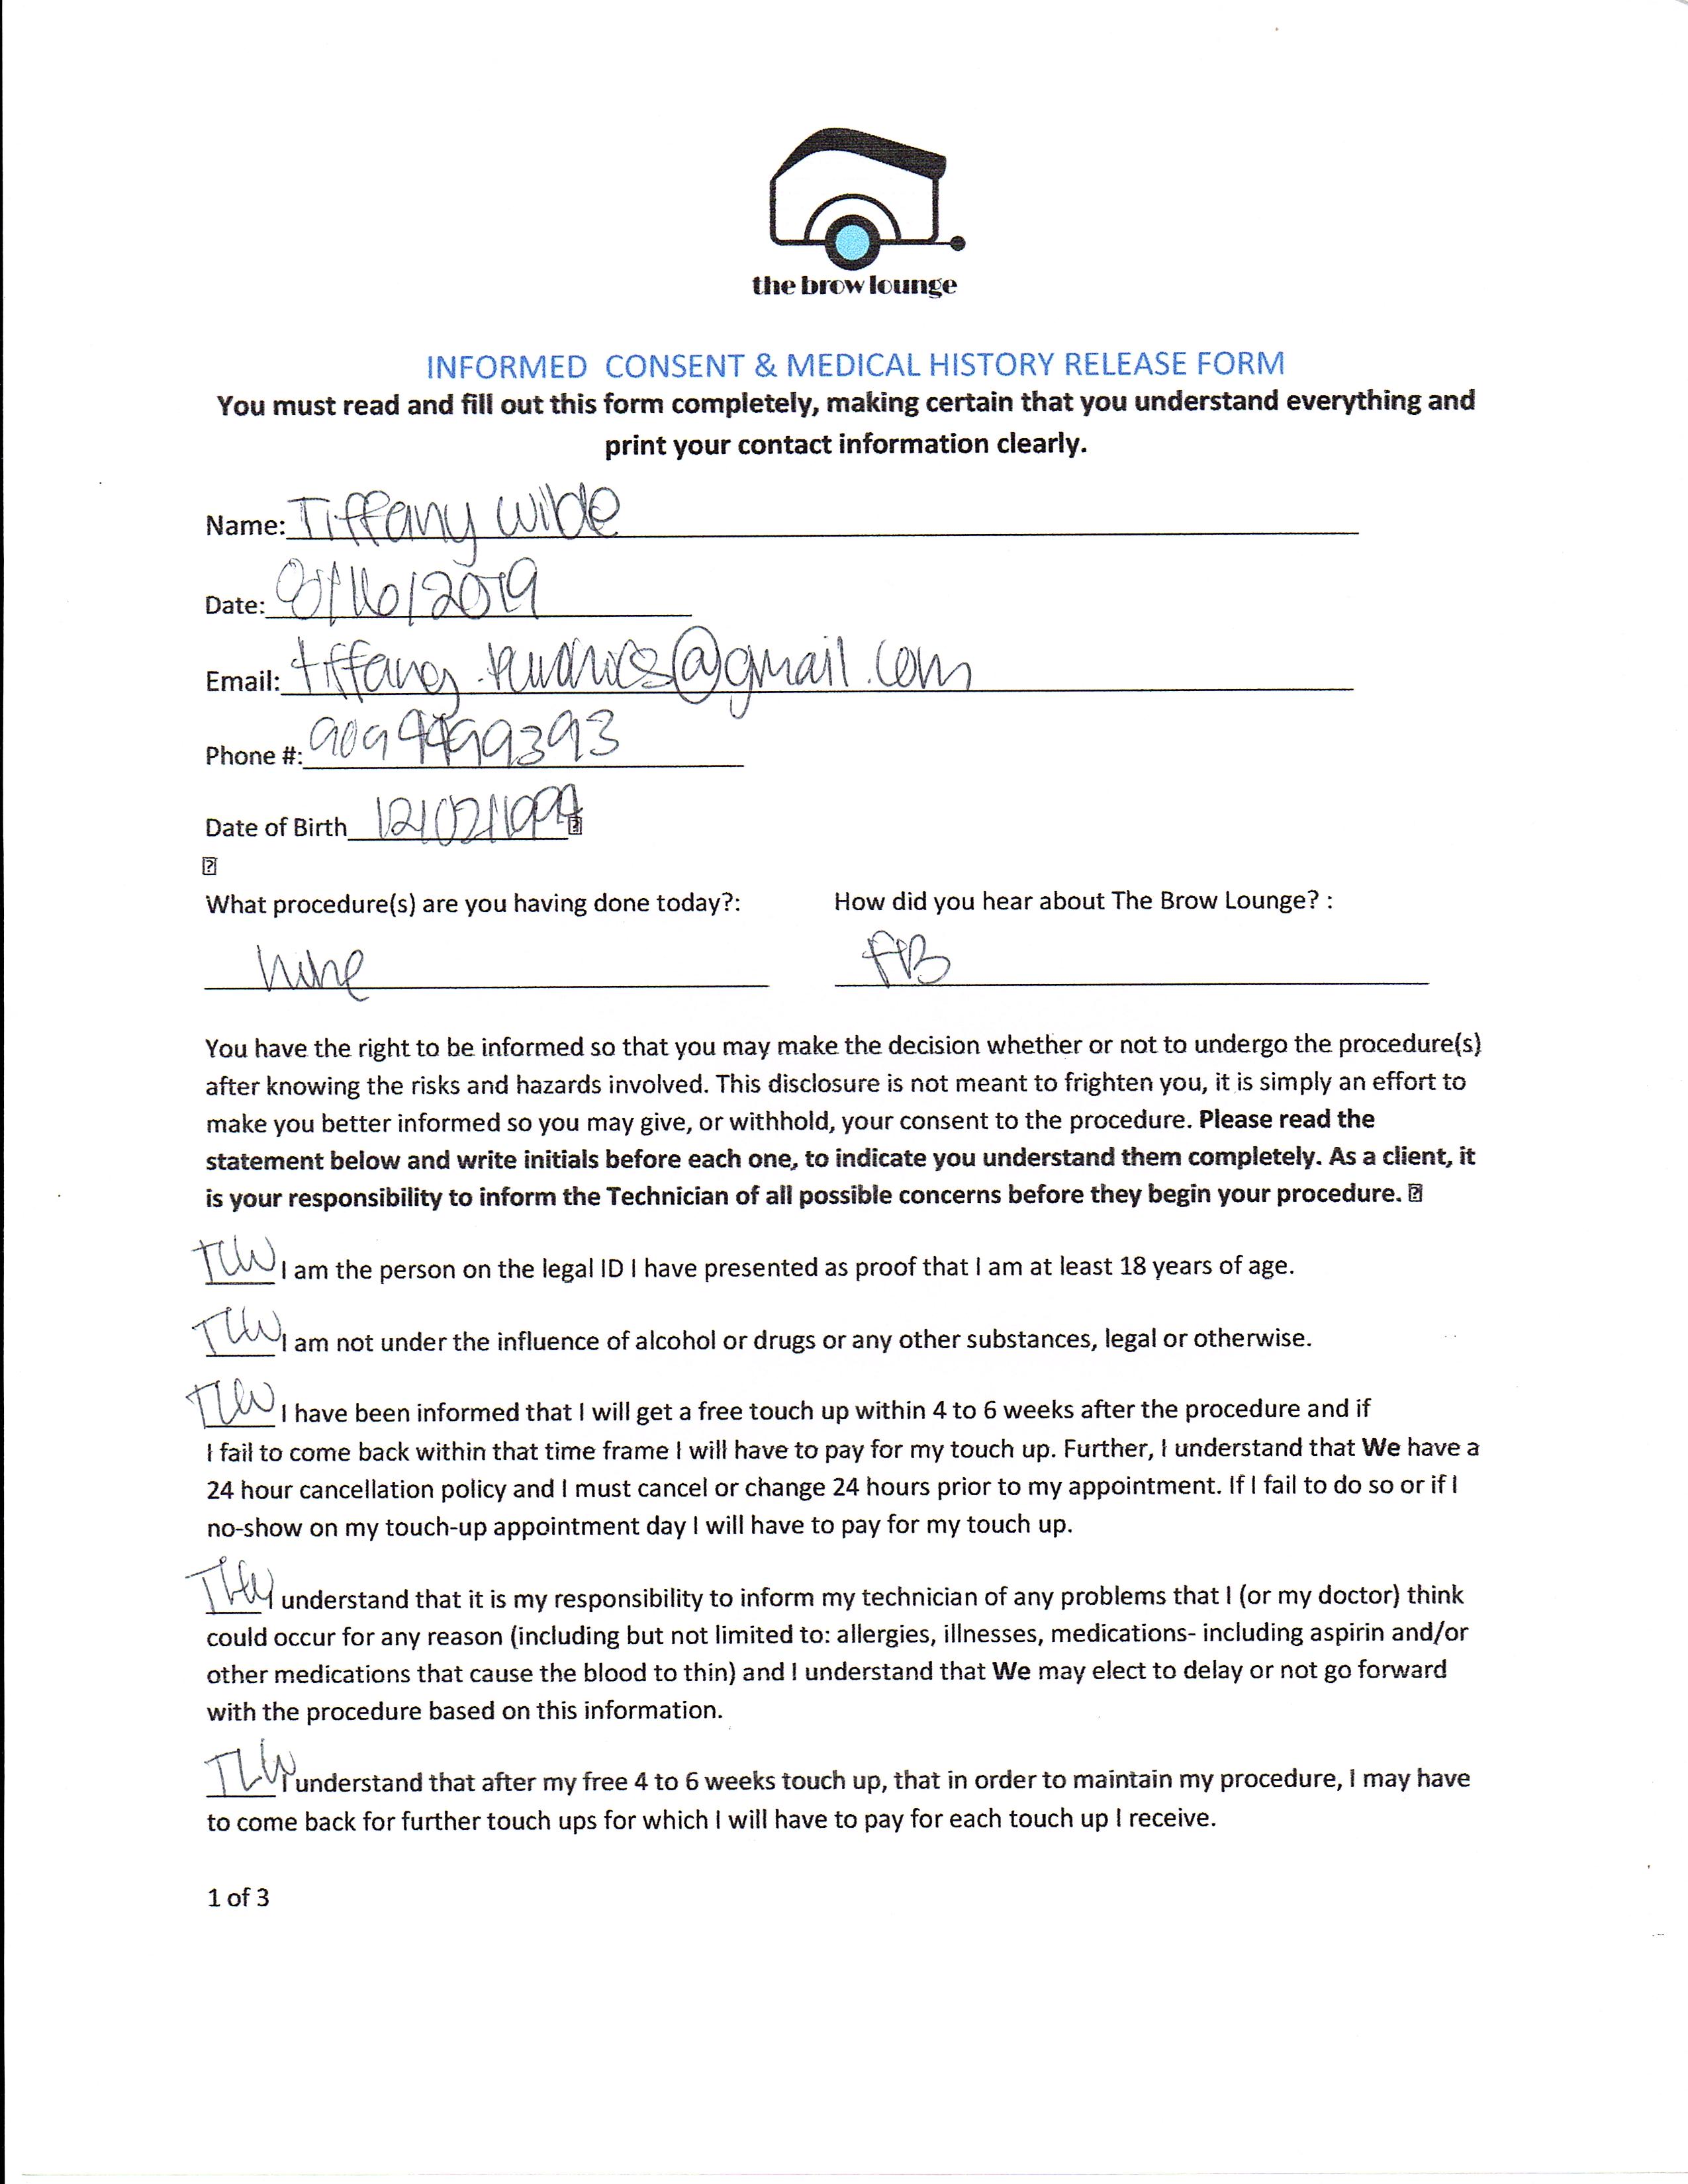 the brow lounge
INFORMED CONSENT & MEDICAL HISTORY RELEASE FORM
You must read and fill out this form completely, making certain that you understand everything and
print your contact information clearly.
Name: Tiffany Wilde
Date: /16/2019
Email: @gmail.com
Phone #: 9094499393
Date of Birth 12/02/
What procedure(s) are you having done today?: How did you hear about The Brow Lounge? :
FB
You have the right to be informed so that you may make the decision whether or not to undergo the procedure(s)
after knowing the risks and hazards involved. This disclosure is not meant to frighten you, it is simply an effort to
make you better informed so you may give, or withhold, your consent to the procedure. Please read the
statement below and write initials before each one, to indicate you understand them completely. As a client, it
is your responsibility to inform the Technician of all possible concerns before they begin your procedure.
TLW I am the person on the legal ID I have presented as proof that I am at least 18 years of age.
TLW I am not under the influence of alcohol or drugs or any other substances, legal or otherwise.
TLW I have been informed that I will get a free touch up within 4 to 6 weeks after the procedure and if
I fail to come back within that time frame I will have to pay for my touch up. Further, I understand that We have a
24 hour cancellation policy and I must cancel or change 24 hours prior to my appointment. If I fail to do so or if I
no-show on my touch-up appointment day I will have to pay for my touch up.
TLW I understand that it is my responsibility to inform my technician of any problems that I (or my doctor) think
could occur for any reason (including but not limited to: allergies, illnesses, medications- including aspirin and/or
other medications that cause the blood to thin) and I understand that We may elect to delay or not go forward
with the procedure based on this information.
TLW I understand that after my free 4 to 6 weeks touch up, that in order to maintain my procedure, I may have
to come back for further touch ups for which I will have to pay for each touch up I receive.
1 of 3